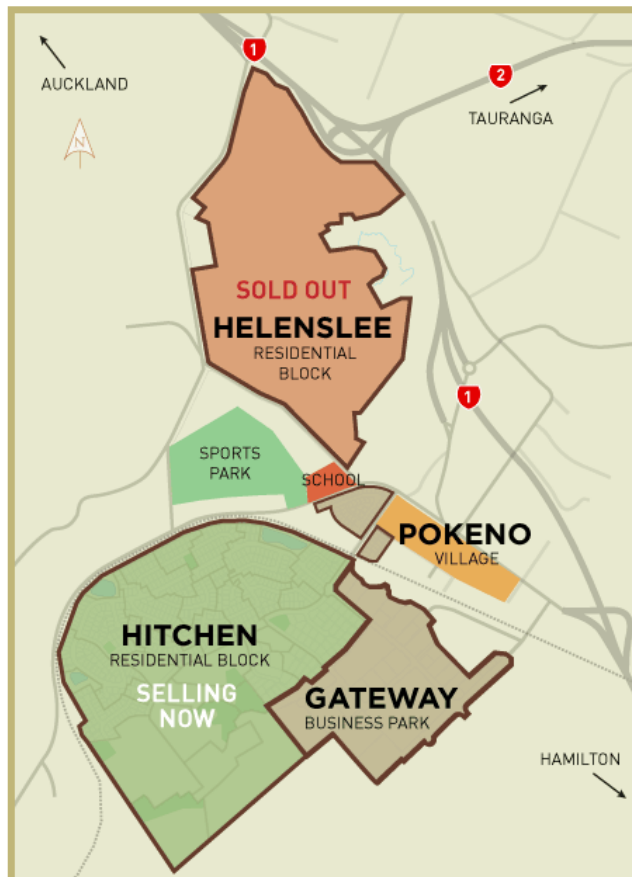 1
2
AUCKLAND
TAURANGA
N
SOLD OUT
HELENSLEE
RESIDENTIAL
BLOCK
1
SPORTS
PARK
SCHOOL
POKENO
VILLAGE
HITCHEN
RESIDENTIAL BLOCK
SELLING
NOW
GATEWAY
BUSINESS PARK
HAMILTON